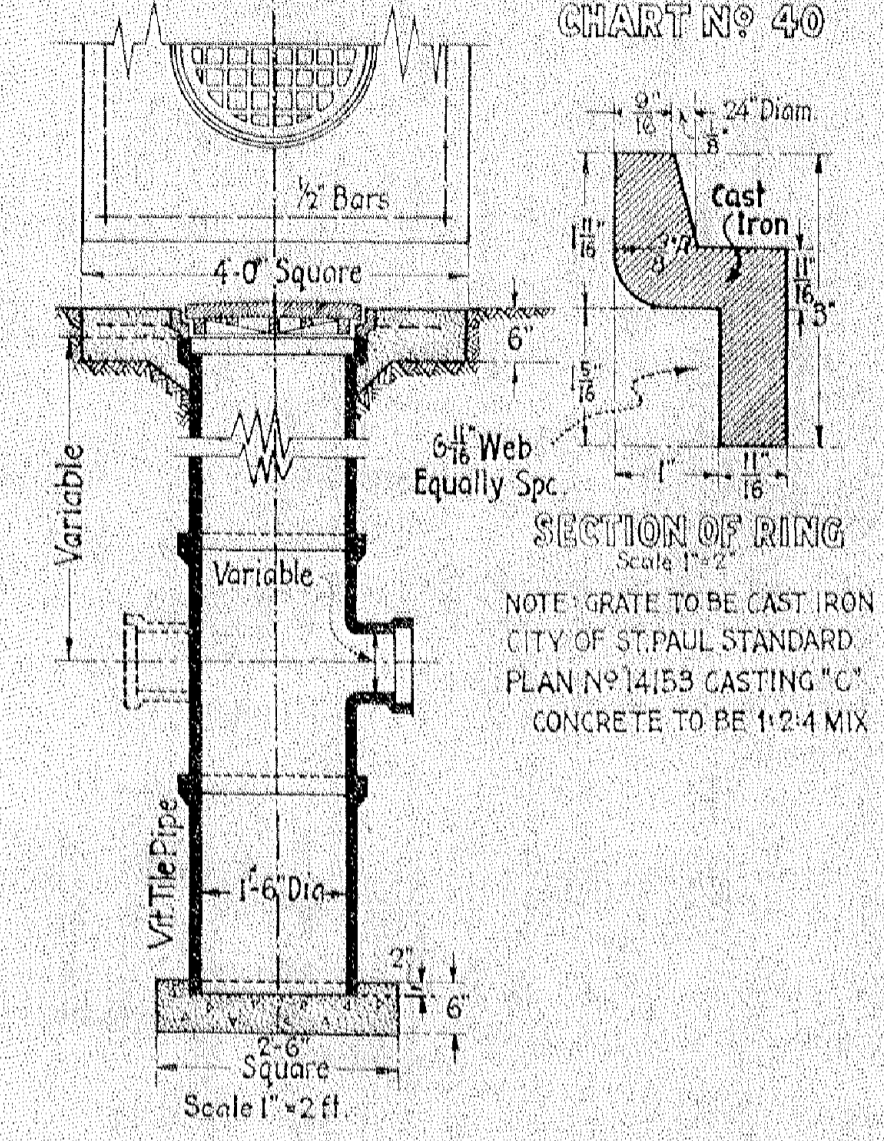 CHART Nº 40
9/16"
1/8"
24" Diam.
1/2" Bars
4'-0" Square
Cast
Iron
1 11/16"
11/16"
3"
6"
1 5/16"
6 11/16" Web
Equally Spc.
1"
11/16"
SECTION OF RING
Scale 1"=2"
Variable
Variable
NOTE: GRATE TO BE CAST IRON
CITY OF ST. PAUL STANDARD
PLAN Nº 14153 CASTING "C"
CONCRETE TO BE 1:2:4 MIX
Vit. Tile Pipe
1'-6" Dia
2"
6"
2'-6"
Square
Scale 1"=2 ft.